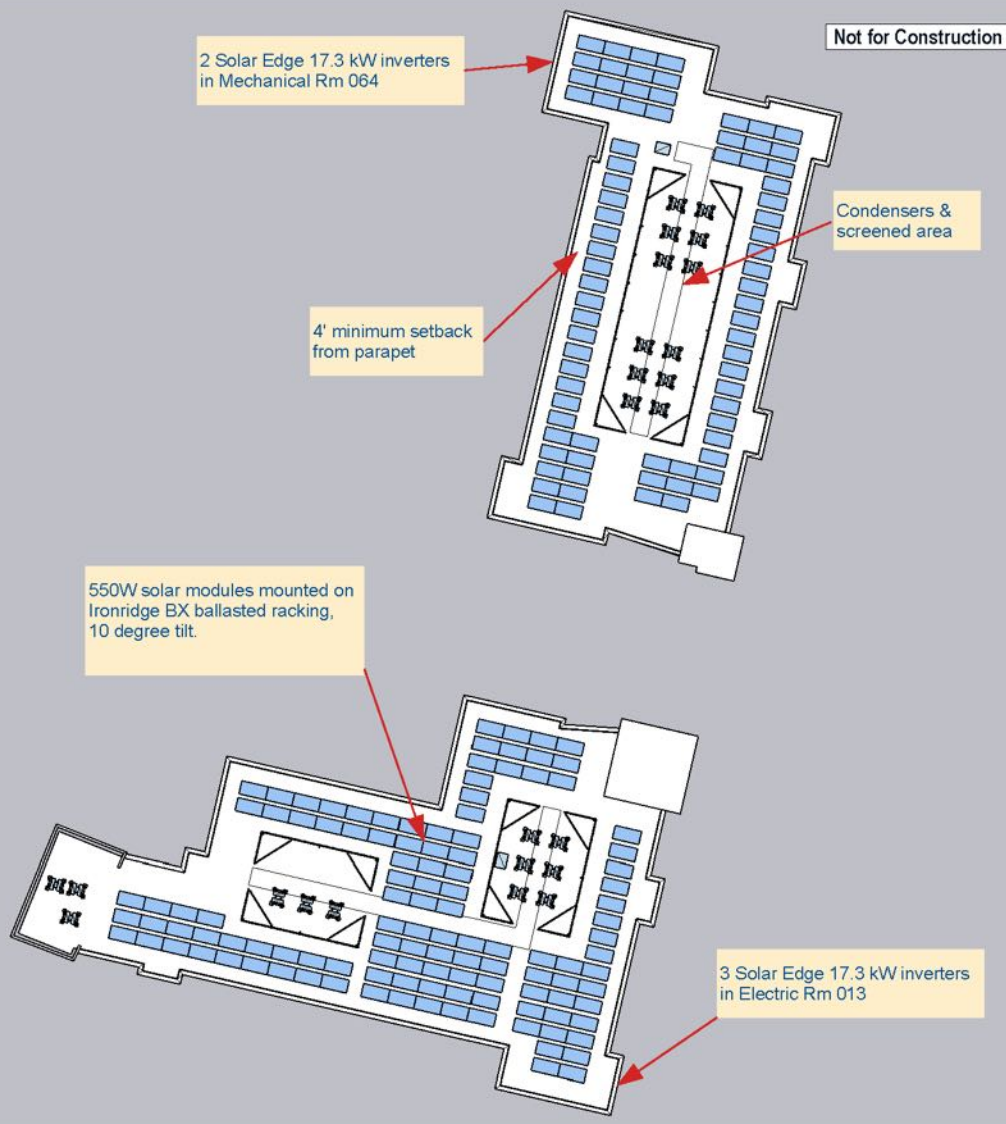 Not for Construction
2 Solar Edge 17.3 kW inverters
in Mechanical Rm 064
Condensers &
screened area
4' minimum setback
from parapet
550W solar modules mounted on
Ironridge BX ballasted racking,
10 degree tilt.
3 Solar Edge 17.3 kW inverters
in Electric Rm 013